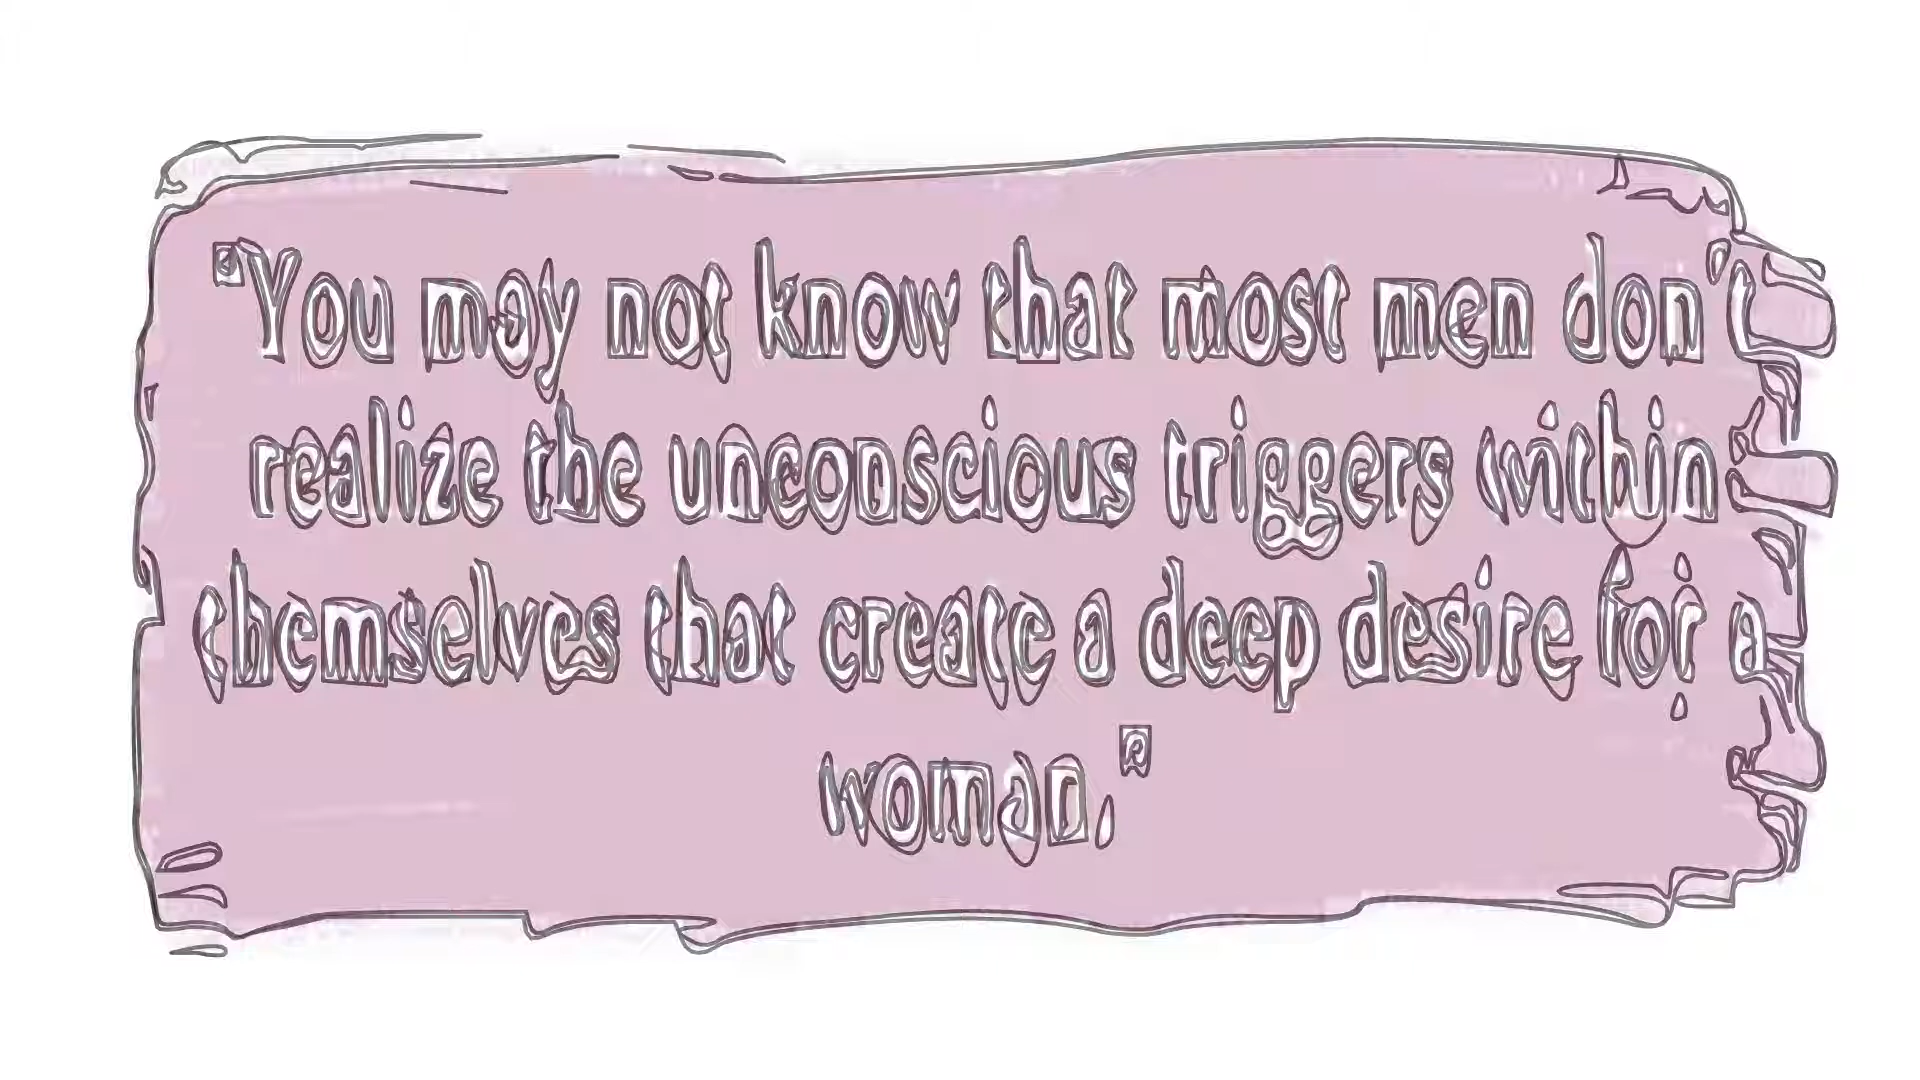 "You may not know that most men don't
realize the unconscious triggers within
themselves that create a deep desire for a
woman."